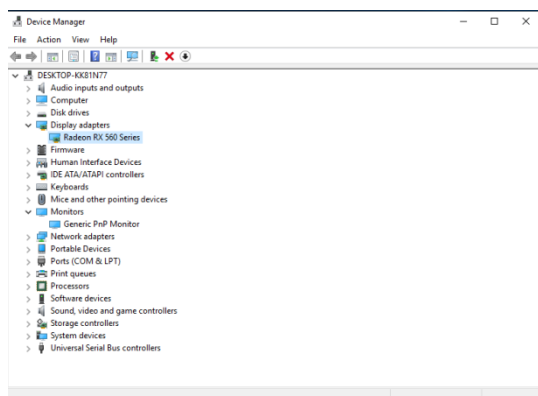 Device Manager
File Action View Help
DESKTOP-KK81N77
Audio inputs and outputs
Computer
Disk drives
Display adapters
Radeon RX 560 Series
Firmware
Human Interface Devices
IDE ATA/ATAPI controllers
Keyboards
Mice and other pointing devices
Monitors
Generic PnP Monitor
Network adapters
Portable Devices
Ports (COM & LPT)
Print queues
Processors
Software devices
Sound, video and game controllers
Storage controllers
System devices
Universal Serial Bus controllers